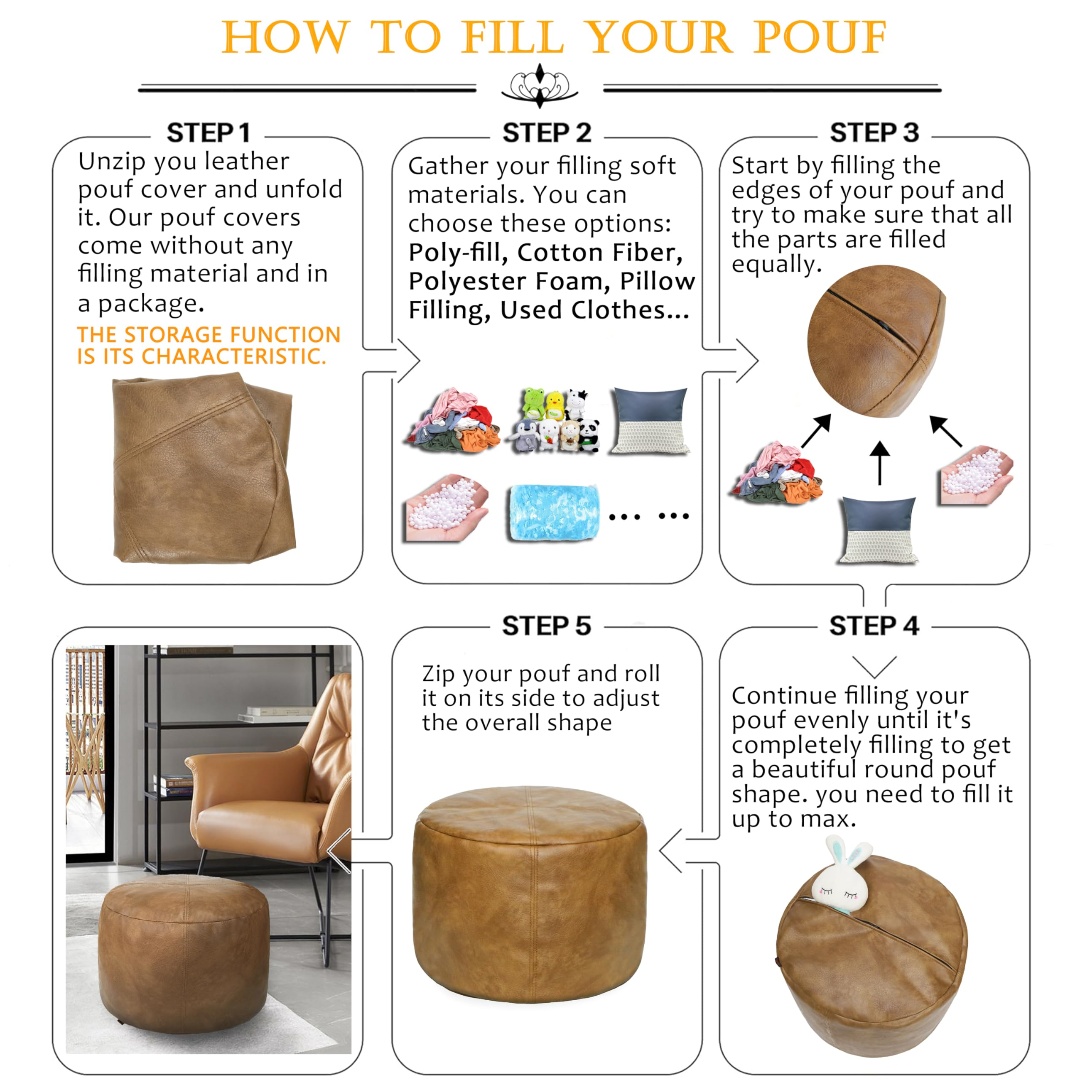 HOW TO FILL YOUR POUF
STEP 1
Unzip you leather
pouf cover and unfold
it. Our pouf covers
come without any
filling material and in
a package.
THE STORAGE FUNCTION
IS ITS CHARACTERISTIC.
STEP 2
Gather your filling soft
materials. You can
choose these options:
Poly-fill, Cotton Fiber,
Polyester Foam, Pillow
Filling, Used Clothes...
STEP 3
Start by filling the
edges of your pouf and
try to make sure that all
the parts are filled
equally.
STEP 4
Continue filling your
pouf evenly until it's
completely filling to get
a beautiful round pouf
shape. you need to fill it
up to max.
STEP 5
Zip your pouf and roll
it on its side to adjust
the overall shape